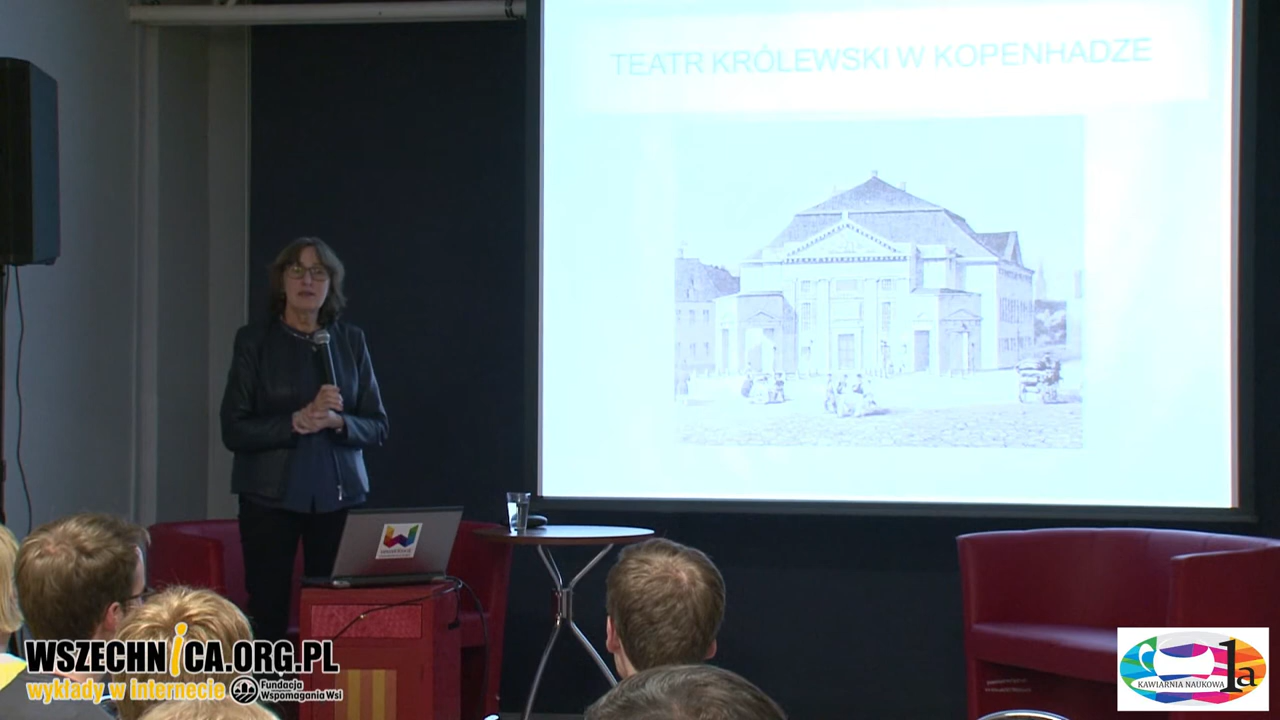 TEATR KRÓLEWSKI W KOPENHADZE
WSZECHNiCA.ORG.PL
wykłady w internecie
Fundacja
Wspomagania Wsi
KAWIARNIA NAUKOWA
1a